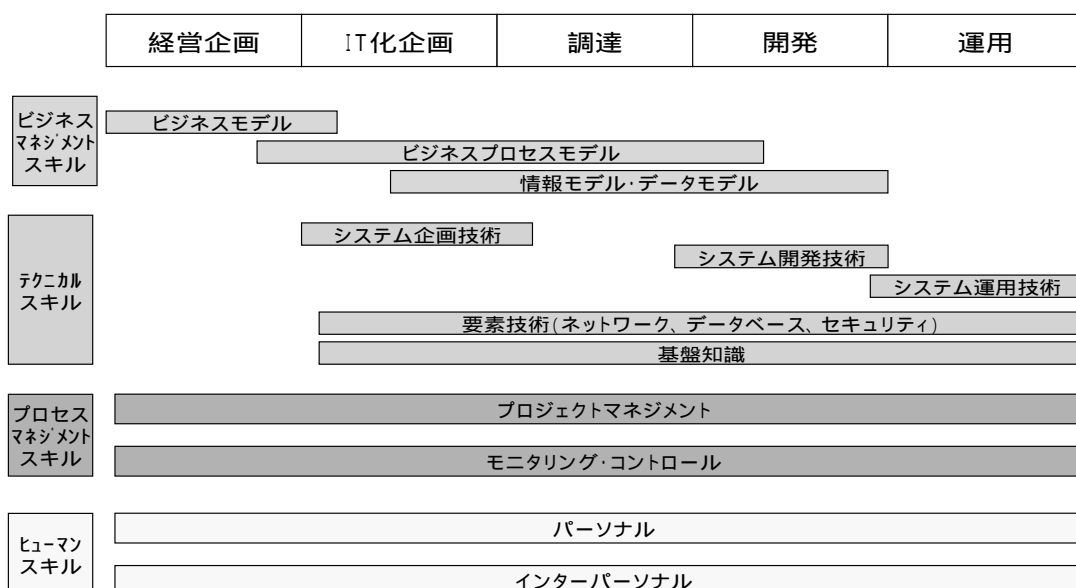 経営企画 IT化企画 調達 開発 運用
ビジネス
マネジメント
スキル
ビジネスモデル
ビジネスプロセスモデル
情報モデル・データモデル
テクニカル
スキル
システム企画技術
システム開発技術
システム運用技術
要素技術(ネットワーク、データベース、セキュリティ)
基盤知識
プロセス
マネジメント
スキル
プロジェクトマネジメント
モニタリング・コントロール
ヒューマン
スキル
パーソナル
インターパーソナル